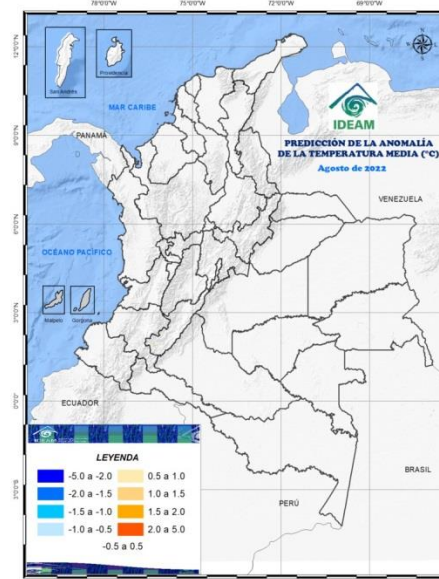 78°0'0"W 75°0'0"W 72°0'0"W 69°0'0"W
San Andrés
Providencia
MAR CARIBE
PANAMÁ
IDEAM
PREDICCIÓN DE LA ANOMALÍA
DE LA TEMPERATURA MEDIA (°C)
Agosto de 2022
VENEZUELA
OCÉANO PACÍFICO
Malpelo
Gorgona
ECUADOR
BRASIL
PERÚ
LEYENDA
-5.0 a -2.0
0.5 a 1.0
-2.0 a -1.5
1.0 a 1.5
-1.5 a -1.0
1.5 a 2.0
-1.0 a -0.5
2.0 a 5.0
-0.5 a 0.5